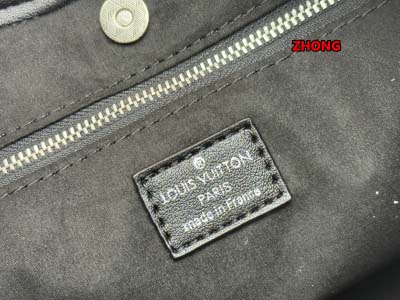 ZHONG
LOUIS VUITTON
PARIS
made in France